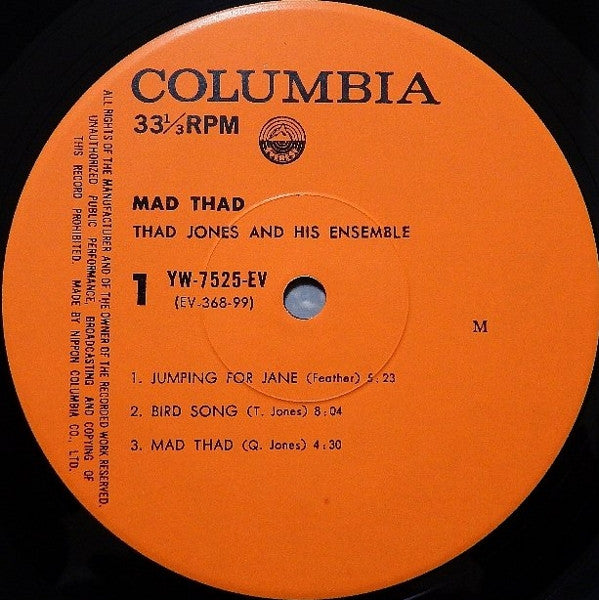 COLUMBIA
33⅓RPM
EVEREST
MAD THAD
THAD JONES AND HIS ENSEMBLE
1
YW-7525-EV
(EV-368-99)
M
1. JUMPING FOR JANE (Feather) 5:23
2. BIRD SONG (T. Jones) 8:04
3. MAD THAD (Q. Jones) 4:30
ALL RIGHTS OF THE MANUFACTURER AND OF THE OWNER OF THE RECORDED WORK RESERVED.
UNAUTHORIZED PUBLIC PERFORMANCE, BROADCASTING AND COPYING OF
THIS RECORD PROHIBITED. MADE BY NIPPON COLUMBIA CO., LTD.